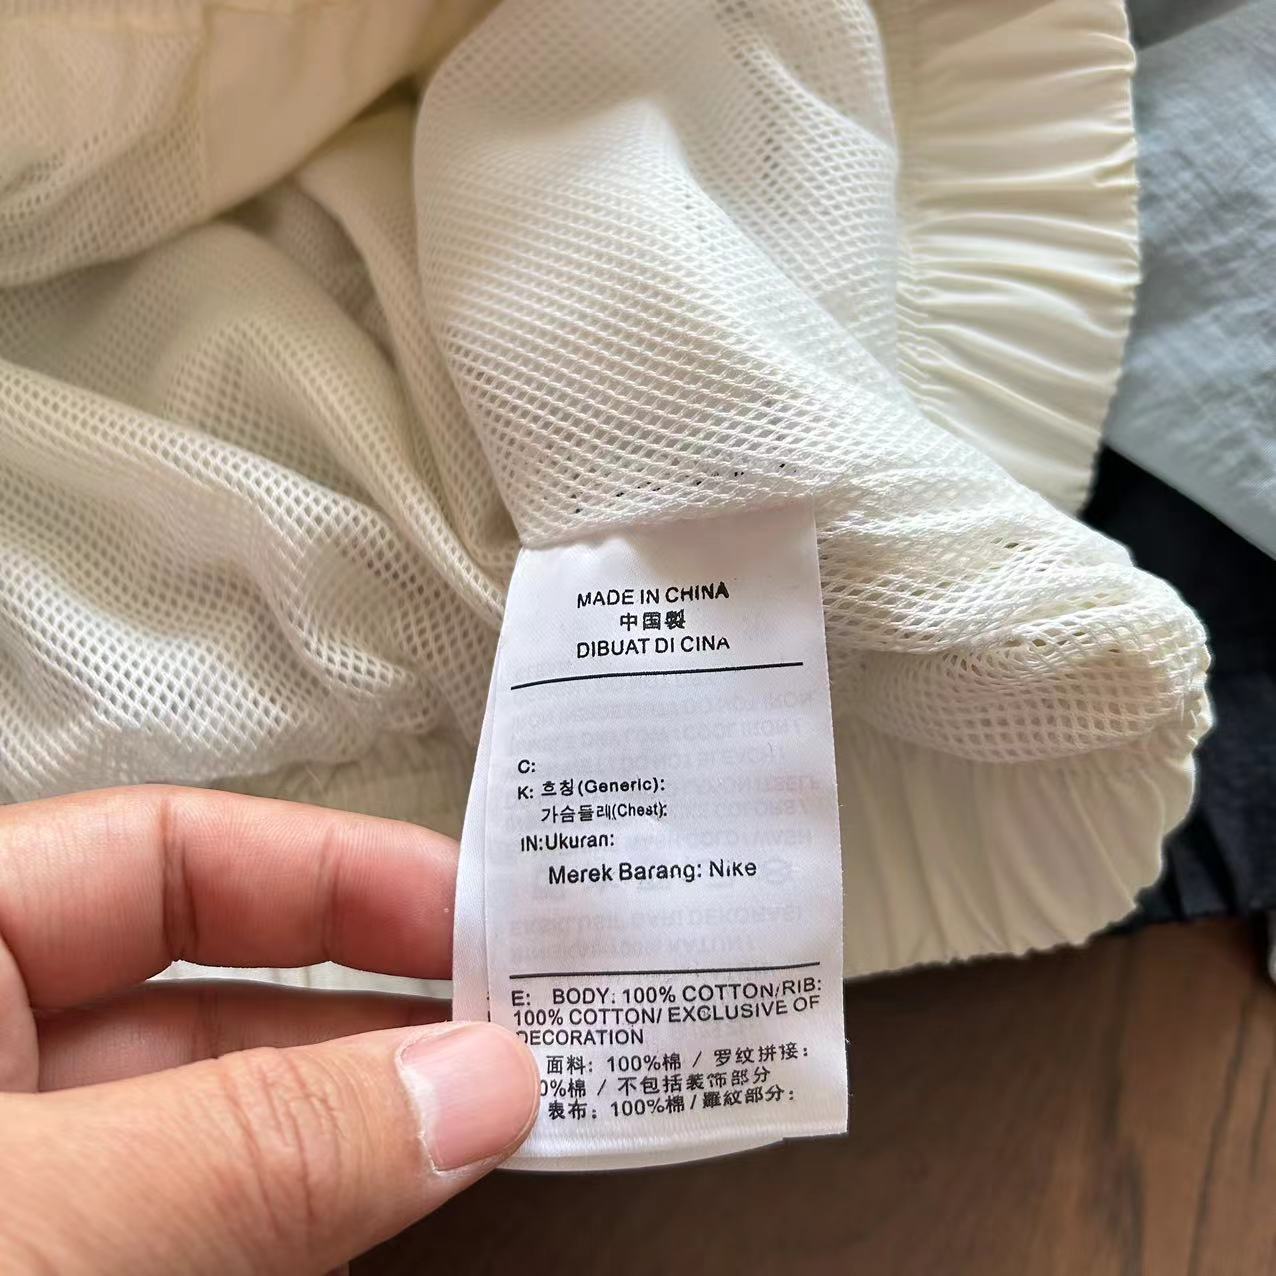 MADE IN CHINA
中国製
DIBUAT DI CINA
C:
K: 흐칭(Generic):
가슴둘레(Chest):
IN:Ukuran:
Merek Barang: Nike
E: BODY: 100% COTTON/RIB:
100% COTTON/ EXCLUSIVE OF
DECORATION
面料: 100%棉 / 罗纹拼接:
0%棉 / 不包括装饰部分
表布: 100%棉/羅紋部分: